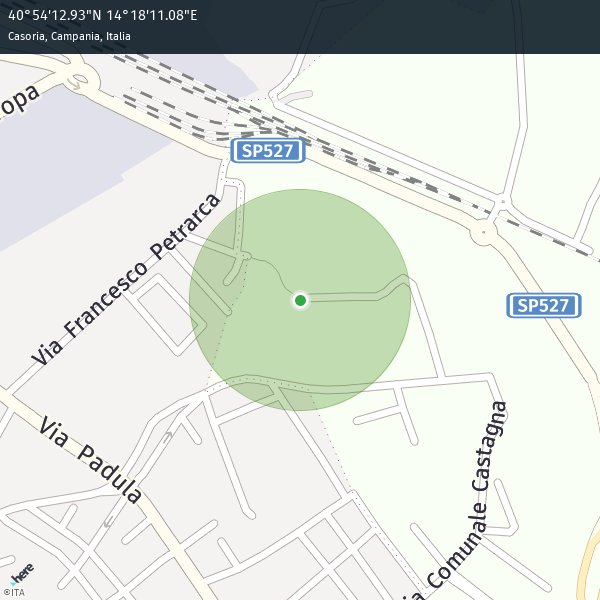 40°54'12.93"N 14°18'11.08"E
Casoria, Campania, Italia
opa
SP527
Via Francesco Petrarca
SP527
Via Padula
ia Comunale Castagna
here
©ITA